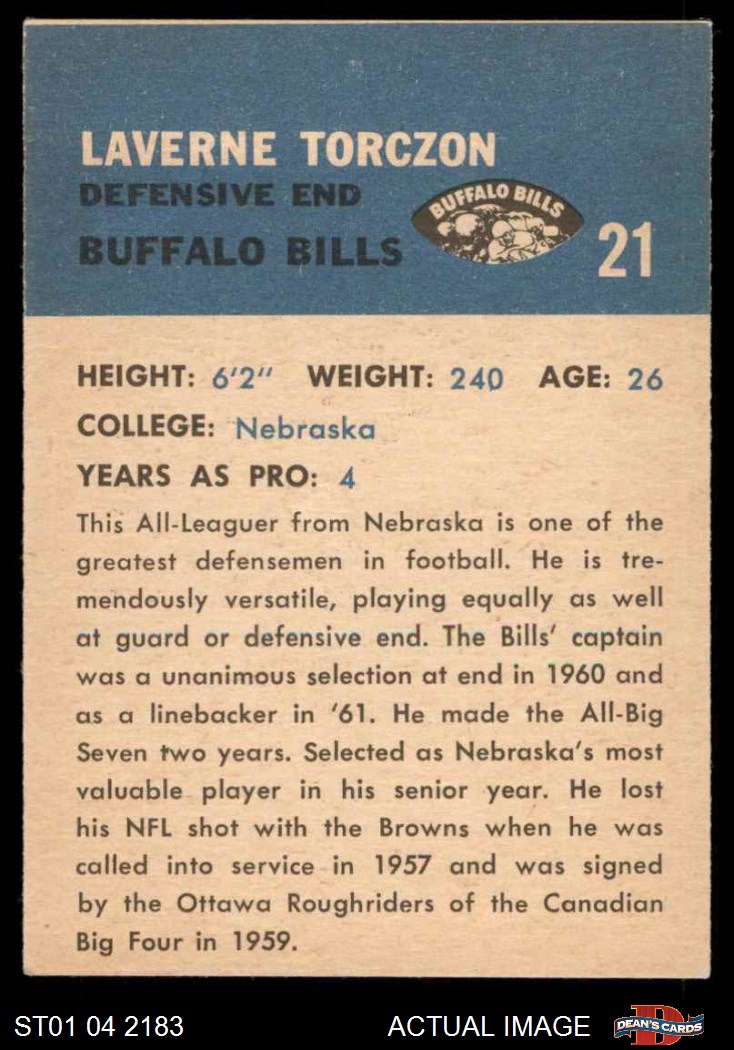 LAVERNE TORCZON
DEFENSIVE END
BUFFALO BILLS
BUFFALO BILLS
21
HEIGHT: 6'2" WEIGHT: 240 AGE: 26
COLLEGE: Nebraska
YEARS AS PRO: 4
This All-Leaguer from Nebraska is one of the
greatest defensemen in football. He is tre-
mendously versatile, playing equally as well
at guard or defensive end. The Bills' captain
was a unanimous selection at end in 1960 and
as a linebacker in '61. He made the All-Big
Seven two years. Selected as Nebraska's most
valuable player in his senior year. He lost
his NFL shot with the Browns when he was
called into service in 1957 and was signed
by the Ottawa Roughriders of the Canadian
Big Four in 1959.
ST01 04 2183 ACTUAL IMAGE D DEAN'S CARDS